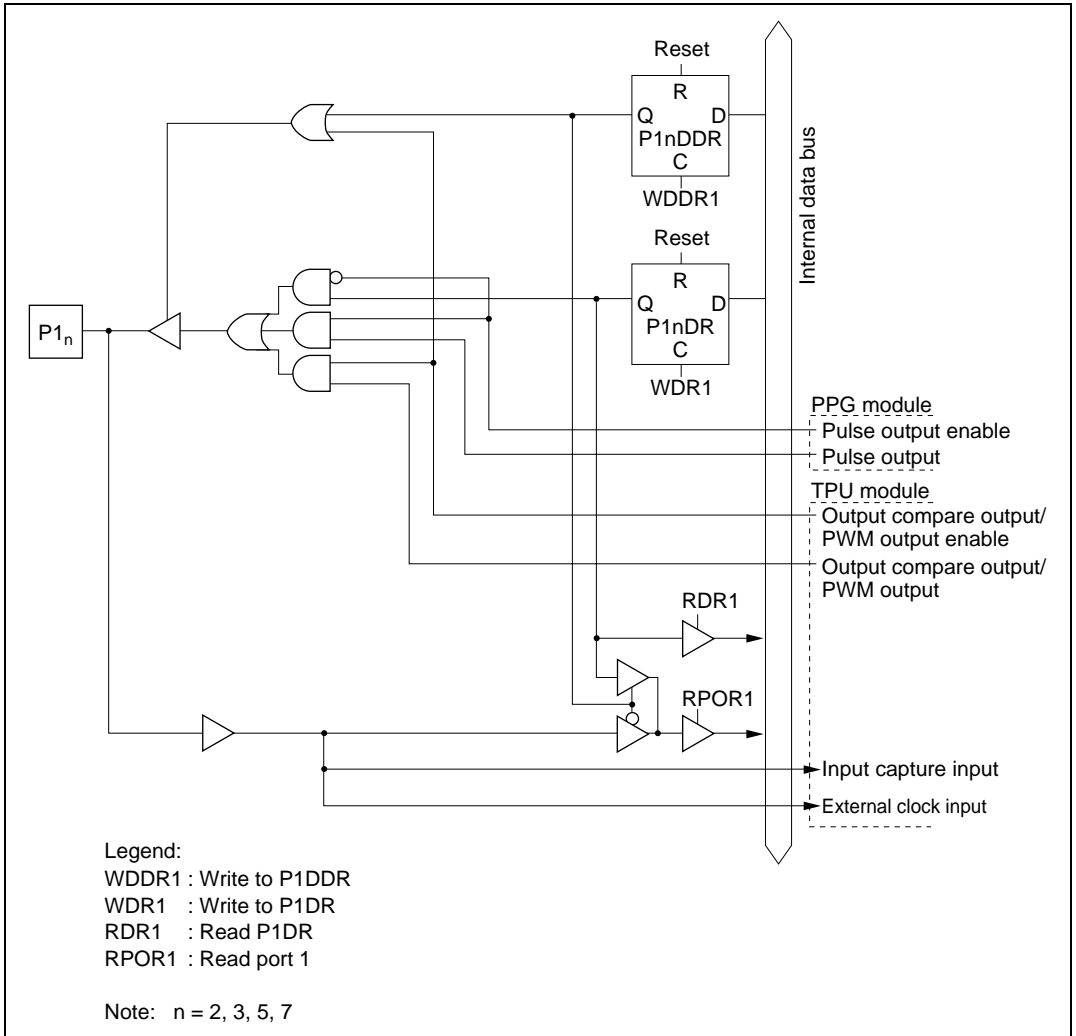 Reset
R
Q D
P1nDDR
C
WDDR1
Internal data bus
Reset
R
Q D
P1nDR
C
WDR1
P1n
PPG module
Pulse output enable
Pulse output
TPU module
Output compare output/
PWM output enable
Output compare output/
PWM output
RDR1
RPOR1
Input capture input
External clock input
Legend:
WDDR1 : Write to P1DDR
WDR1 : Write to P1DR
RDR1 : Read P1DR
RPOR1 : Read port 1
Note: n = 2, 3, 5, 7